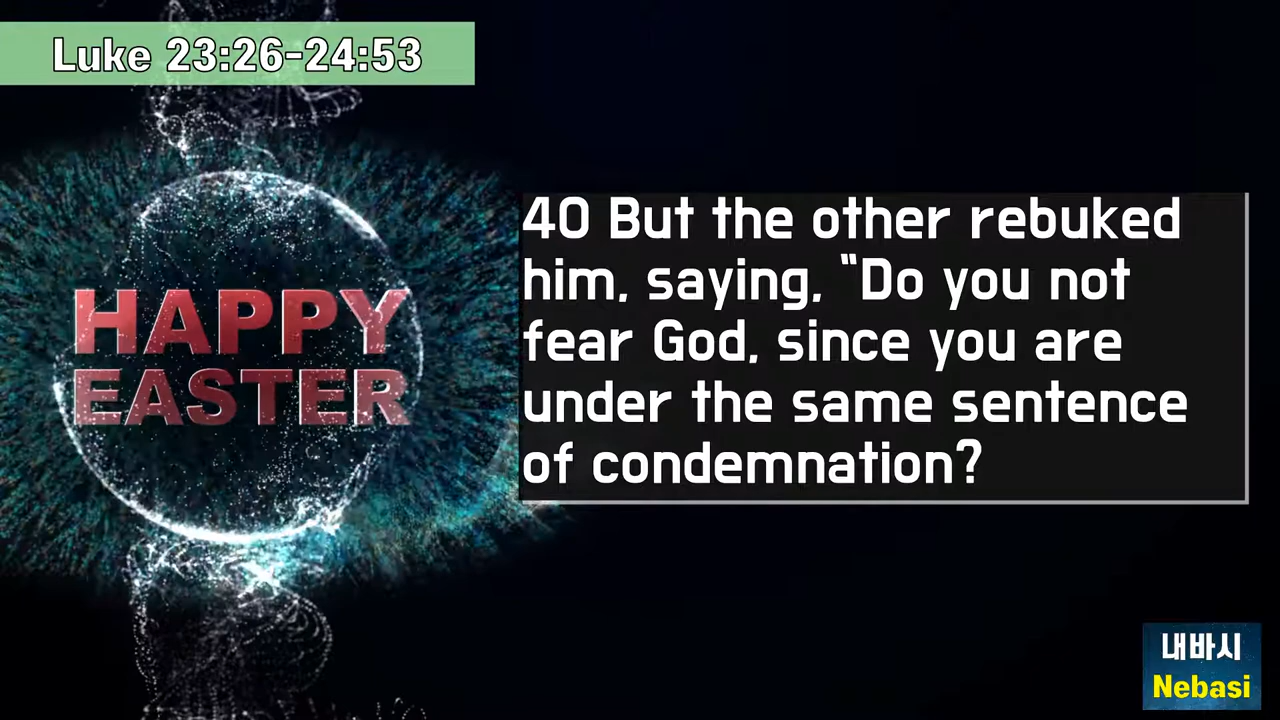 Luke 23:26-24:53
HAPPY
EASTER
40 But the other rebuked
him, saying, “Do you not
fear God, since you are
under the same sentence
of condemnation?
내바시
Nebasi